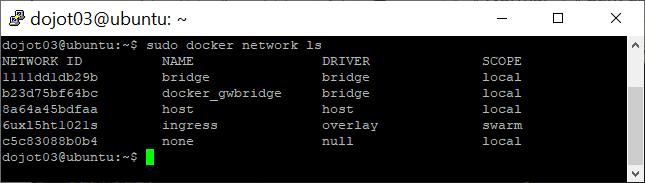 dojot03@ubuntu: ~
dojot03@ubuntu:~$ sudo docker network ls
NETWORK ID NAME DRIVER SCOPE
1111dd1db29b bridge bridge local
b23d75bf64bc docker_gwbridge bridge local
8a64a45bdfaa host host local
6uxl5ht102ls ingress overlay swarm
c5c83088b0b4 none null local
dojot03@ubuntu:~$